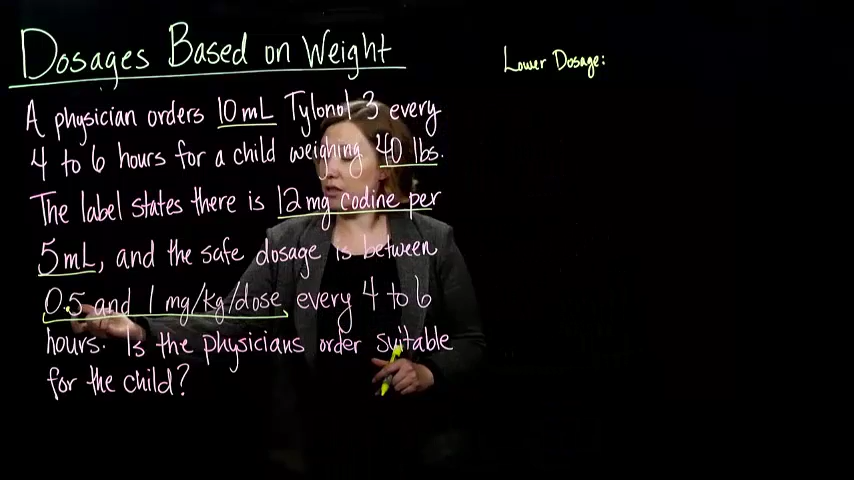 Dosages Based on Weight
A physician orders 10 mL Tylonol 3 every
4 to 6 hours for a child weighing 40 lbs.
The label states there is 12 mg codine per
5 mL, and the safe dosage is between
0.5 and 1 mg/kg/dose every 4 to 6
hours. Is the physicians order suitable
for the child?
Lower Dosage: